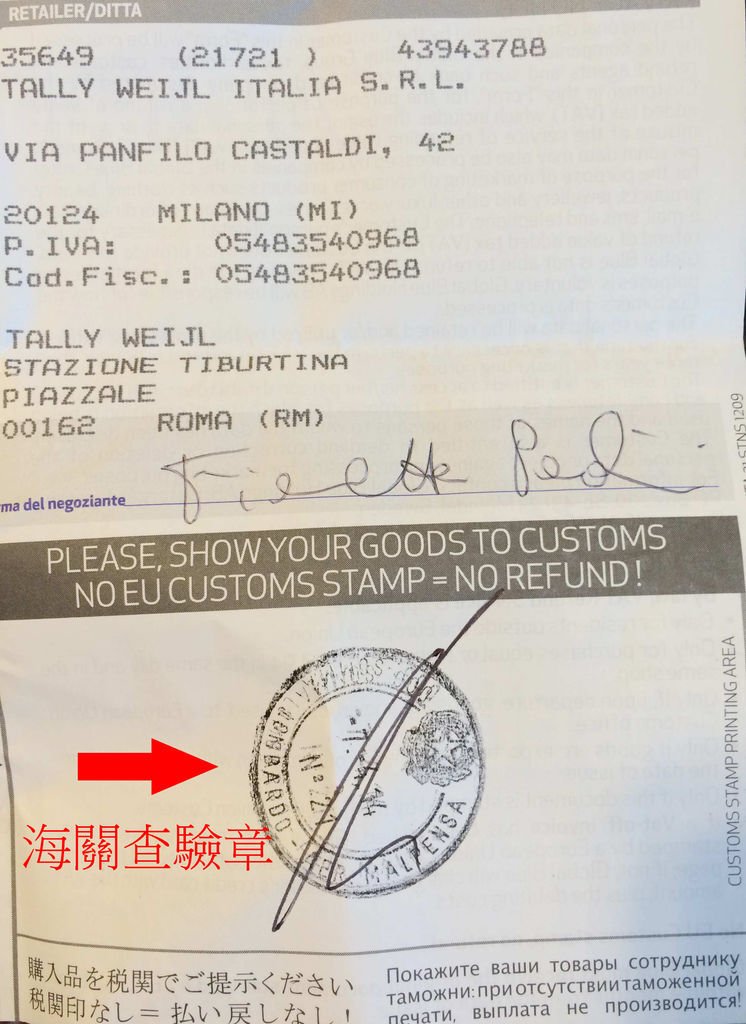 RETAILER/DITTA
35649 (21721 ) 43943788
TALLY WEIJL ITALIA S.R.L.
VIA PANFILO CASTALDI, 42
20124 MILANO (MI)
P.IVA: 05483540968
Cod.Fisc.: 05483540968
TALLY WEIJL
STAZIONE TIBURTINA
PIAZZALE
00162 ROMA (RM)
ma del negoziante
PLEASE, SHOW YOUR GOODS TO CUSTOMS
NO EU CUSTOMS STAMP = NO REFUND!
CUSTOMS STAMP PRINTING AREA
MALPENSA
海關查驗章
購入品を税関でご提示ください
税関印なし＝払い戻しなし！
Покажите ваши товары сотруднику
таможни: при отсутствии таможенной
печати, выплата не производится!